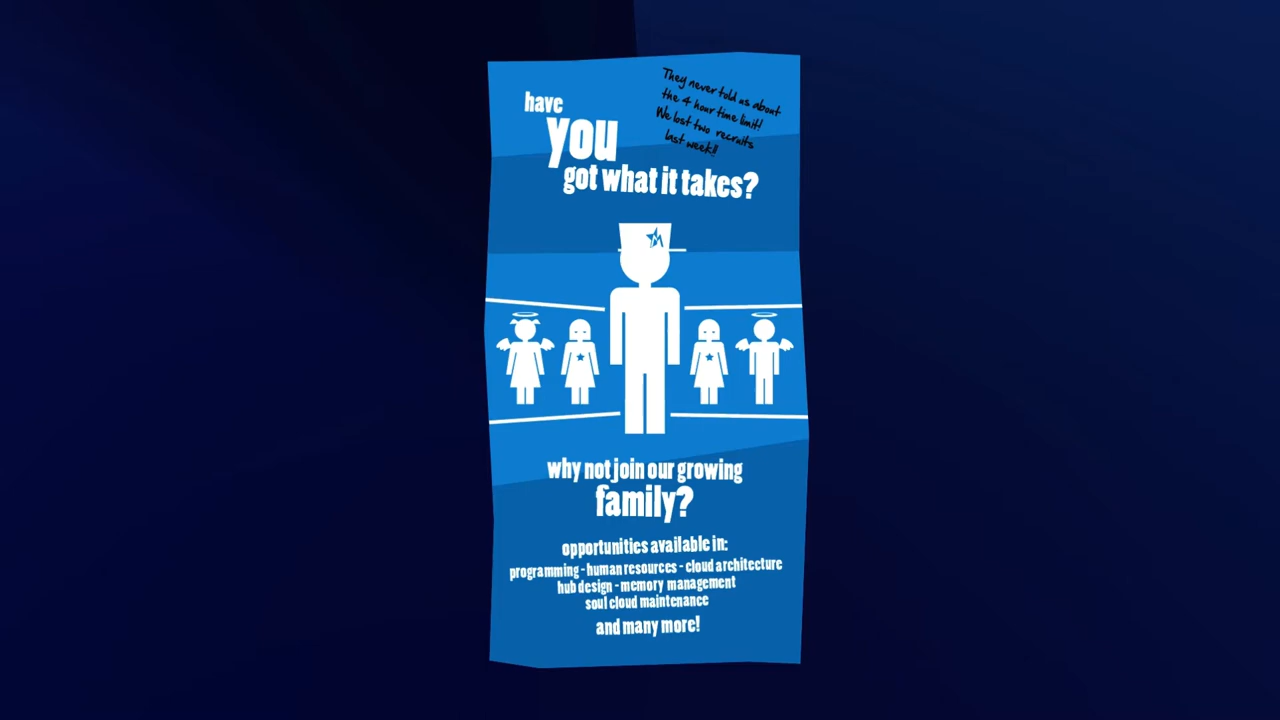 They never told us about
the 4 hour time limit!
We lost two recruits
last week!!
have
you
got what it takes?
M
why not join our growing
family?
opportunities available in:
programming - human resources - cloud architecture
hub design - memory management
soul cloud maintenance
and many more!